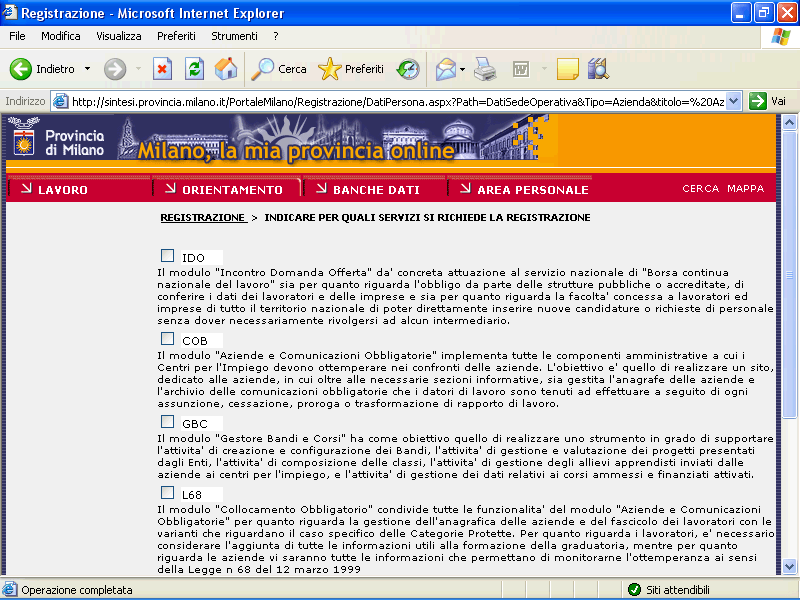 Registrazione - Microsoft Internet Explorer
File Modifica Visualizza Preferiti Strumenti ?
Indietro Cerca Preferiti
Indirizzo http://sintesi.provincia.milano.it/PortaleMilano/Registrazione/DatiPersona.aspx?Path=DatiSedeOperativa&Tipo=Azienda&titolo=%20Az Vai
Provincia
di Milano
Milano, la mia provincia online
LAVORO ORIENTAMENTO BANCHE DATI AREA PERSONALE CERCA MAPPA
REGISTRAZIONE > INDICARE PER QUALI SERVIZI SI RICHIEDE LA REGISTRAZIONE
IDO
Il modulo "Incontro Domanda Offerta" da' concreta attuazione al servizio nazionale di "Borsa continua
nazionale del lavoro" sia per quanto riguarda l'obbligo da parte delle strutture pubbliche o accreditate, di
conferire i dati dei lavoratori e delle imprese e sia per quanto riguarda la facolta' concessa a lavoratori ed
imprese di tutto il territorio nazionale di poter direttamente inserire nuove candidature o richieste di personale
senza dover necessariamente rivolgersi ad alcun intermediario.
COB
Il modulo "Aziende e Comunicazioni Obbligatorie" implementa tutte le componenti amministrative a cui i
Centri per l'Impiego devono ottemperare nei confronti delle aziende. L'obiettivo e' quello di realizzare un sito,
dedicato alle aziende, in cui oltre alle necessarie sezioni informative, sia gestita l'anagrafe delle aziende e
l'archivio delle comunicazioni obbligatorie che i datori di lavoro sono tenuti ad effettuare a seguito di ogni
assunzione, cessazione, proroga o trasformazione di rapporto di lavoro.
GBC
Il modulo "Gestore Bandi e Corsi" ha come obiettivo quello di realizzare uno strumento in grado di supportare
l'attivita' di creazione e configurazione dei Bandi, l'attivita' di gestione e valutazione dei progetti presentati
dagli Enti, l'attivita' di composizione delle classi, l'attivita' di gestione degli allievi apprendisti inviati dalle
aziende ai centri per l'impiego, e l'attivita' di gestione dei dati relativi ai corsi ammessi e finanziati attivati.
L68
Il modulo "Collocamento Obbligatorio" condivide tutte le funzionalita' del modulo "Aziende e Comunicazioni
Obbligatorie" per quanto riguarda la gestione dell'anagrafica delle aziende e del fascicolo dei lavoratori con le
varianti che riguardano il caso specifico delle Categorie Protette. Per quanto riguarda i lavoratori, e' necessario
considerare l'aggiunta di tutte le informazioni utili alla formazione della graduatoria, mentre per quanto
riguarda le aziende vi saranno tutte le informazioni che permettano di monitorarne l'ottemperanza ai sensi
della Legge n 68 del 12 marzo 1999
Operazione completata Siti attendibili